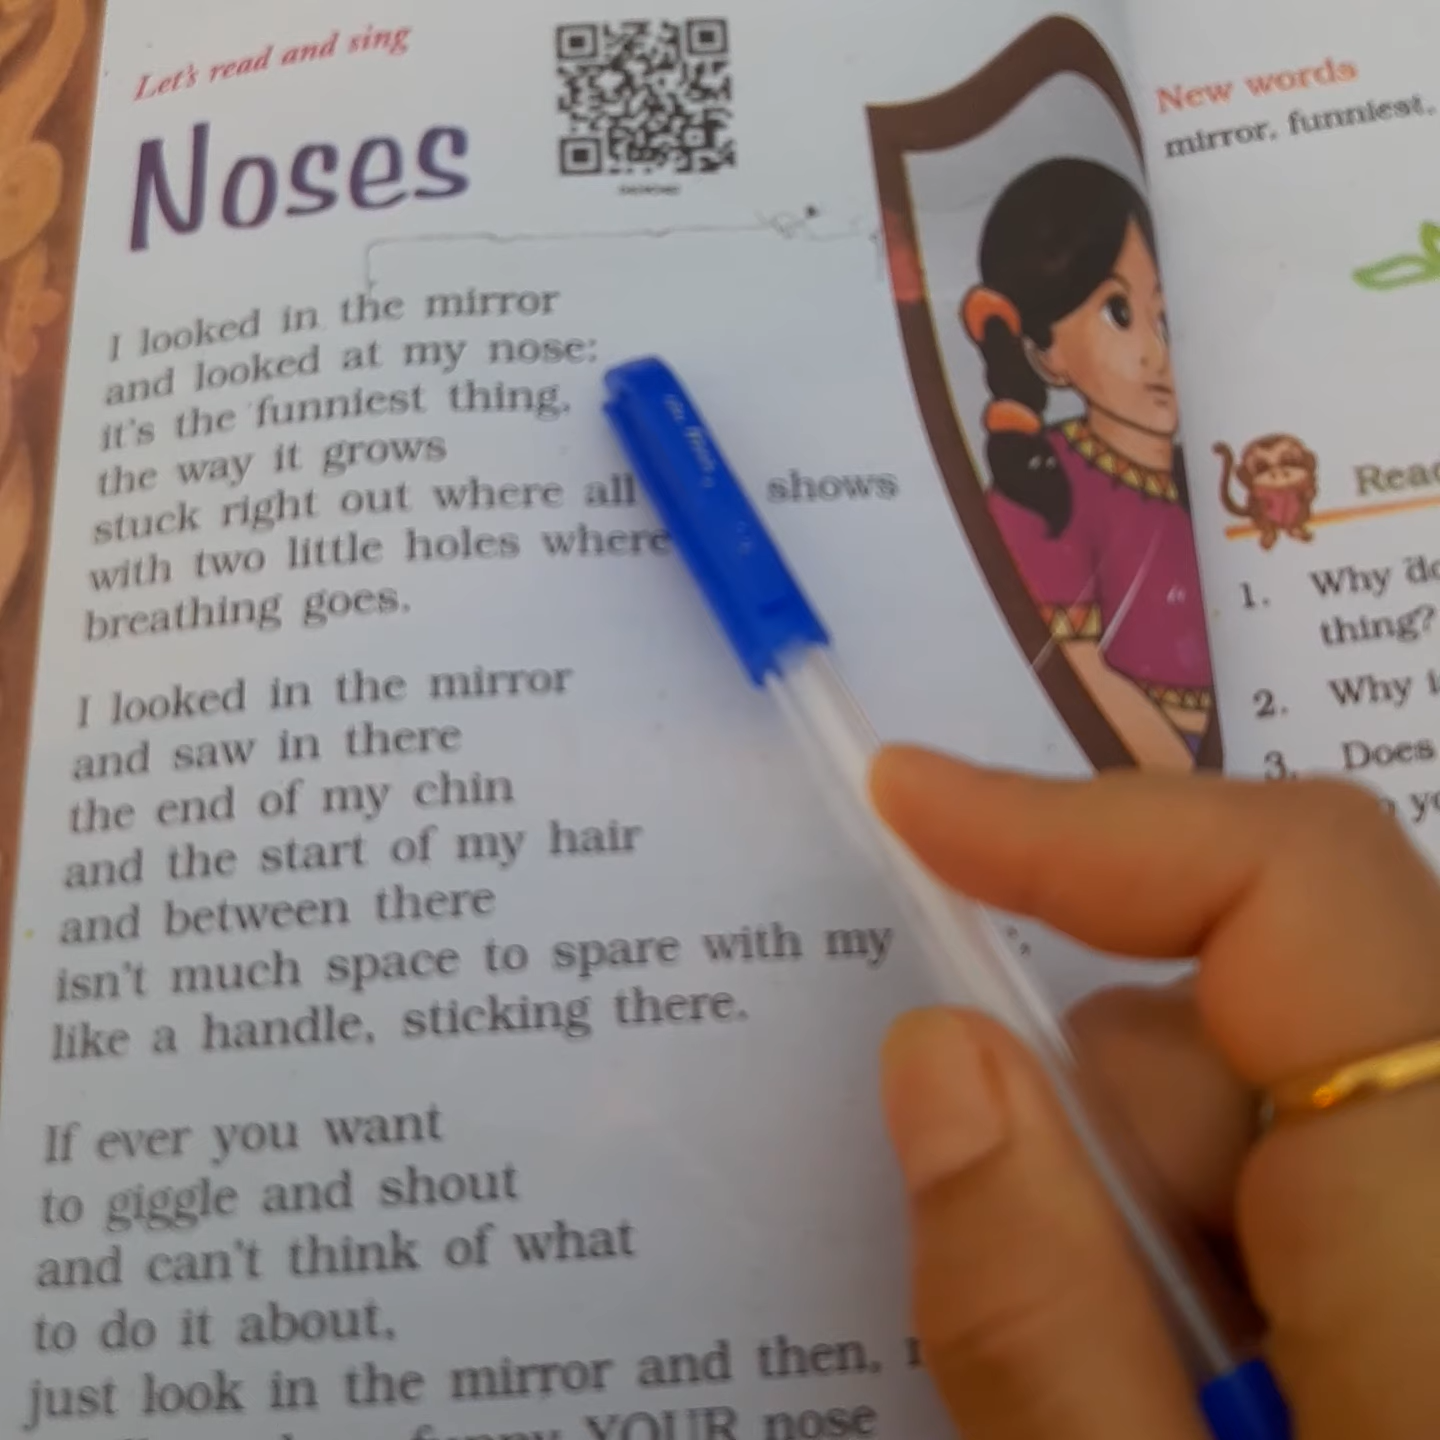 Let's read and sing
Noses
I looked in the mirror
and looked at my nose:
it's the funniest thing,
the way it grows
stuck right out where all shows
with two little holes where
breathing goes.
I looked in the mirror
and saw in there
the end of my chin
and the start of my hair
and between there
isn't much space to spare with my
like a handle, sticking there.
If ever you want
to giggle and shout
and can't think of what
to do it about,
just look in the mirror and then,
funny YOUR nose
New words
mirror, funniest,
1. Why
thing?
2. Why
3. Does